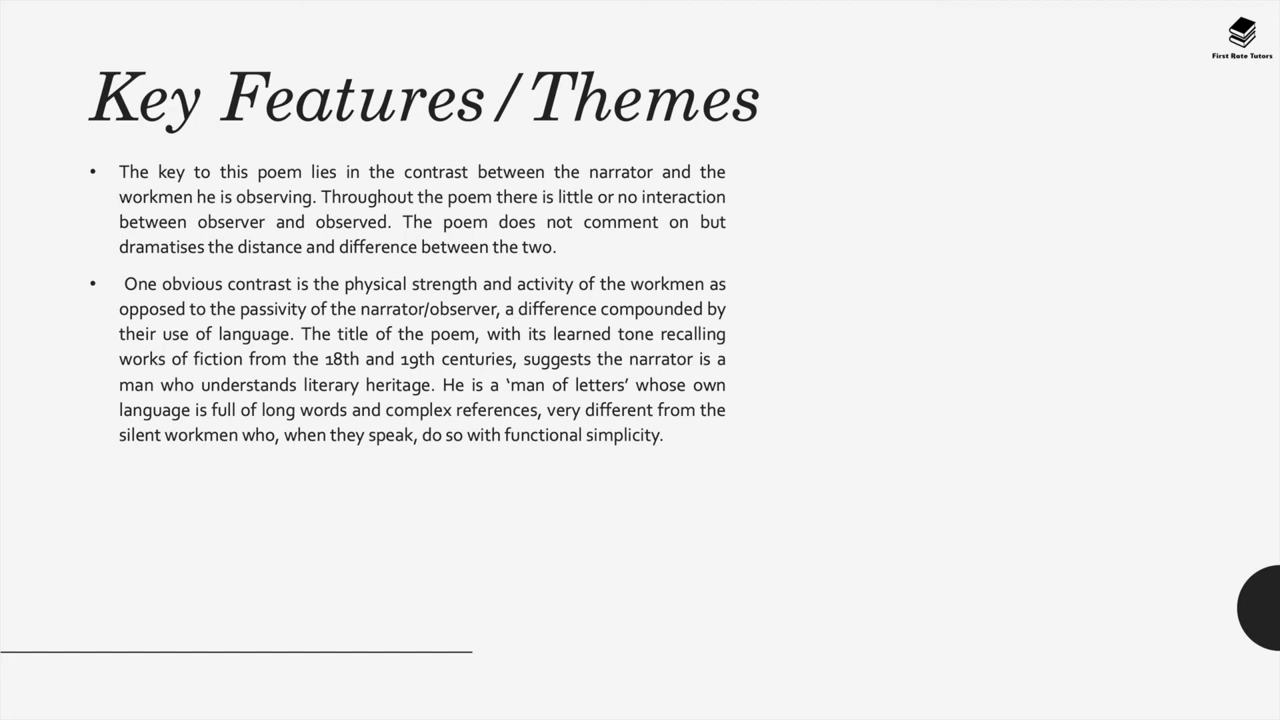 First Rate Tutors
Key Features/Themes
• The key to this poem lies in the contrast between the narrator and the
workmen he is observing. Throughout the poem there is little or no interaction
between observer and observed. The poem does not comment on but
dramatises the distance and difference between the two.
• One obvious contrast is the physical strength and activity of the workmen as
opposed to the passivity of the narrator/observer, a difference compounded by
their use of language. The title of the poem, with its learned tone recalling
works of fiction from the 18th and 19th centuries, suggests the narrator is a
man who understands literary heritage. He is a ‘man of letters’ whose own
language is full of long words and complex references, very different from the
silent workmen who, when they speak, do so with functional simplicity.